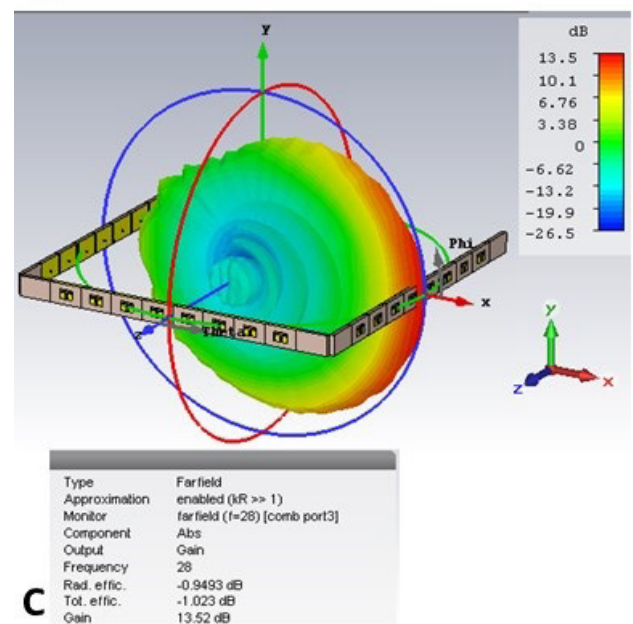 y
dB
13.5
10.1
6.76
3.38
0
-6.62
-13.2
-19.9
-26.5
Phi
x
z
Theta
y
z
x
Type Farfield
Approximation enabled (kR >> 1)
Monitor farfield (f=28) [comb port3]
Component Abs
Output Gain
Frequency 28
Rad. effic. -0.9493 dB
Tot. effic. -1.023 dB
Gain 13.52 dB
C